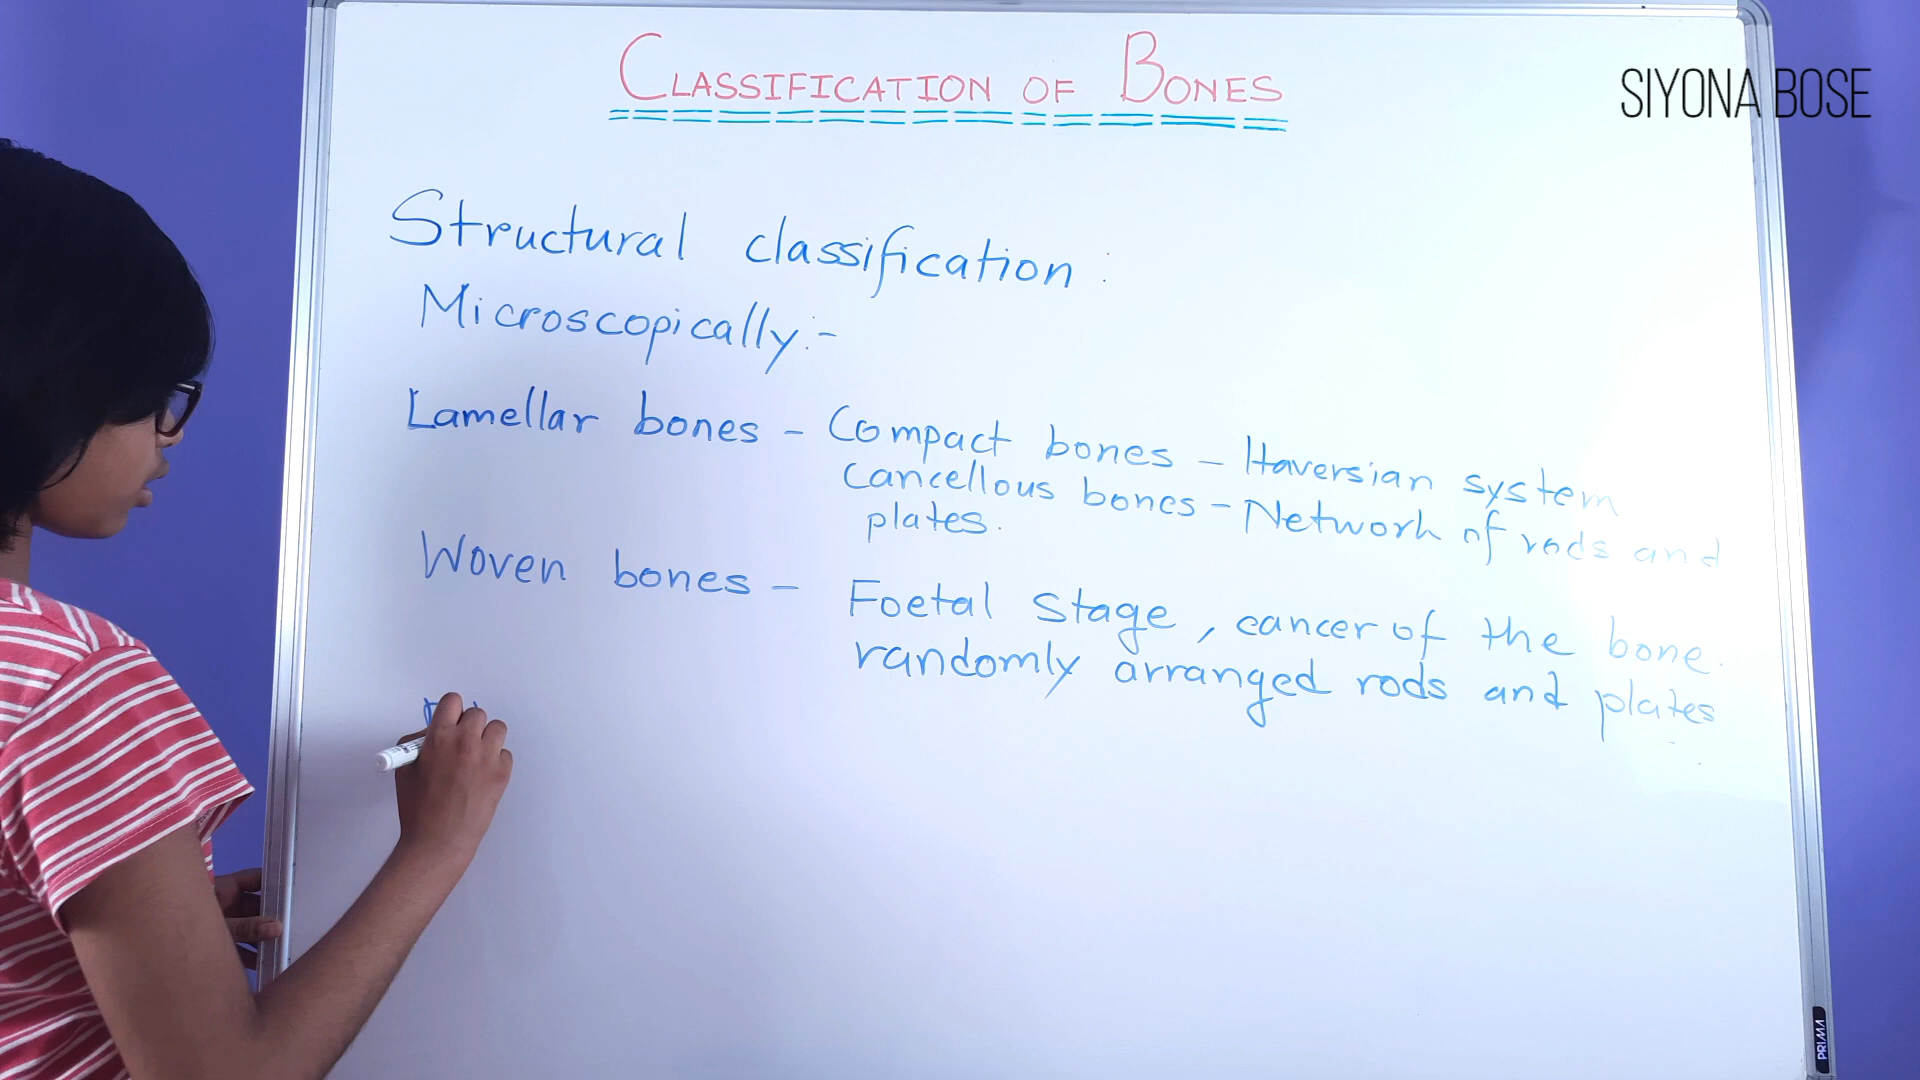 CLASSIFICATION OF BONES
SIYONA BOSE
Structural classification :
Microscopically:-
Lamellar bones - Compact bones - Haversian system
Cancellous bones - Network of rods and
plates.
Woven bones - Foetal Stage, cancer of the bone.
randomly arranged rods and plates
PRIMA